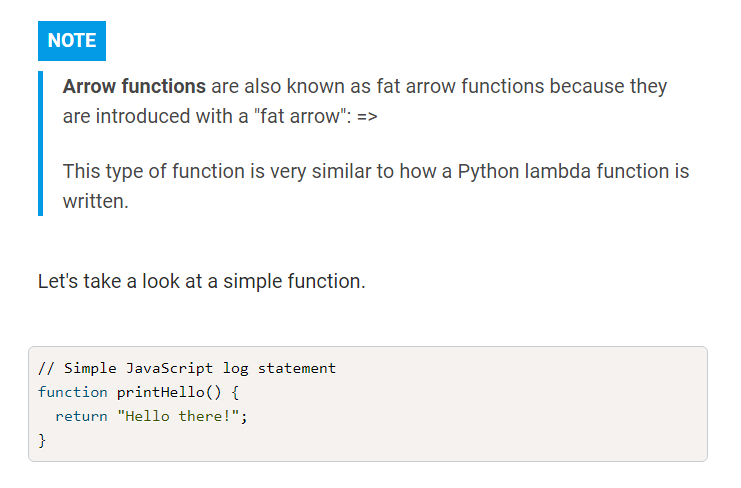 NOTE
Arrow functions are also known as fat arrow functions because they
are introduced with a "fat arrow": =>
This type of function is very similar to how a Python lambda function is
written.
Let's take a look at a simple function.
// Simple JavaScript log statement
function printHello() {
  return "Hello there!";
}